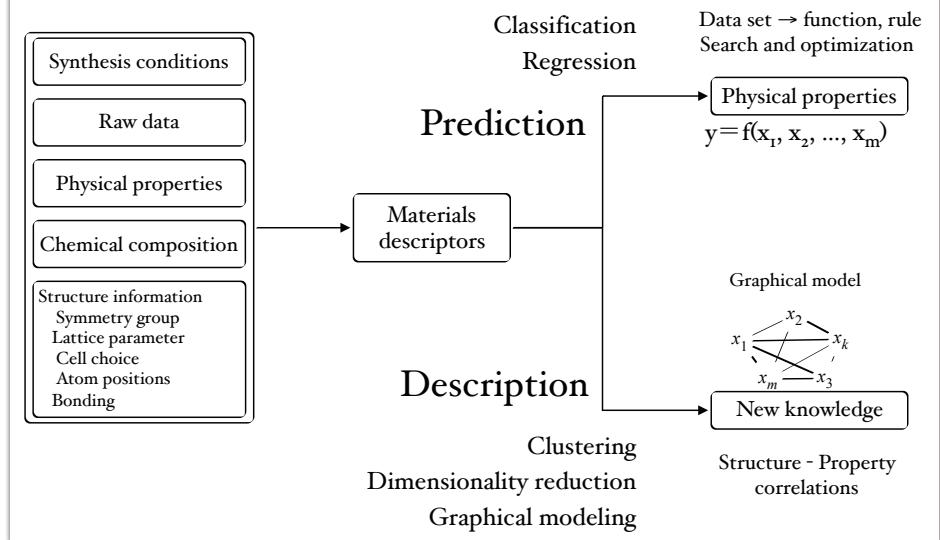 Synthesis conditions
Raw data
Physical properties
Chemical composition
Structure information
Symmetry group
Lattice parameter
Cell choice
Atom positions
Bonding
Materials
descriptors
Classification
Regression
Prediction
Data set → function, rule
Search and optimization
Physical properties
y=f(x₁, x₂, ..., xₘ)
Description
Clustering
Dimensionality reduction
Graphical modeling
Graphical model
x₂
x₁
xₖ
xₘ
x₃
New knowledge
Structure - Property
correlations